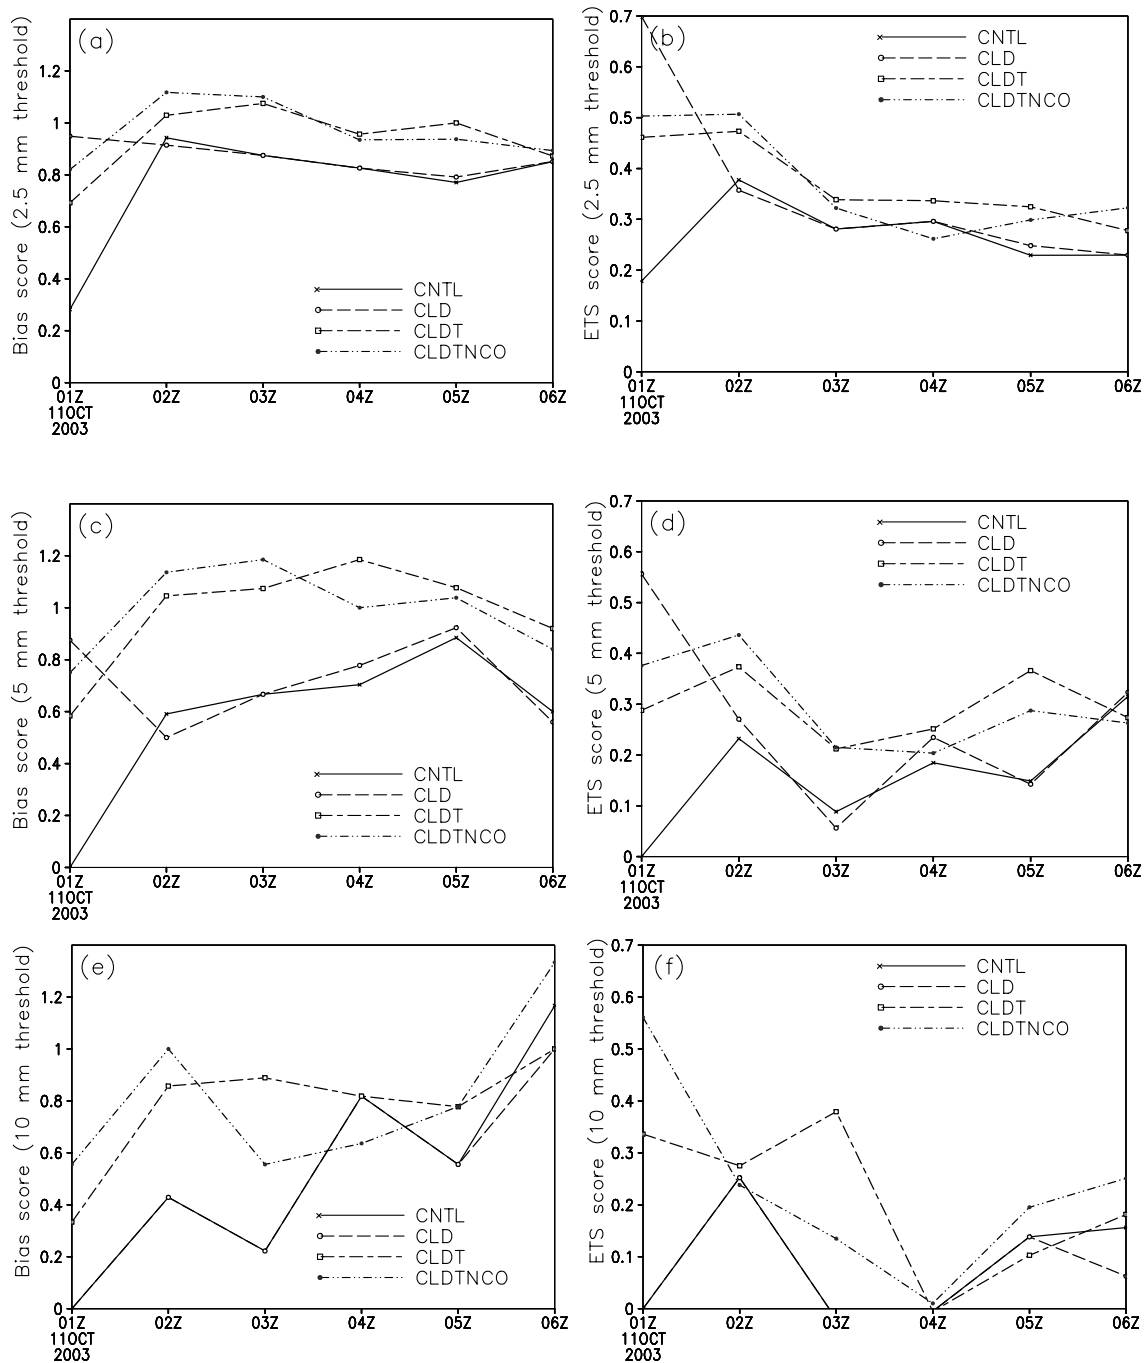 (a)
Bias score (2.5 mm threshold)
1.2
1
0.8
0.6
0.4
0.2
0
CNTL
CLD
CLDT
CLDTNCO
01Z 02Z 03Z 04Z 05Z 06Z
11OCT
2003
(b)
ETS score (2.5 mm threshold)
0.7
0.6
0.5
0.4
0.3
0.2
0.1
0
CNTL
CLD
CLDT
CLDTNCO
01Z 02Z 03Z 04Z 05Z 06Z
11OCT
2003
(c)
Bias score (5 mm threshold)
1.2
1
0.8
0.6
0.4
0.2
0
CNTL
CLD
CLDT
CLDTNCO
01Z 02Z 03Z 04Z 05Z 06Z
11OCT
2003
(d)
ETS score (5 mm threshold)
0.7
0.6
0.5
0.4
0.3
0.2
0.1
0
CNTL
CLD
CLDT
CLDTNCO
01Z 02Z 03Z 04Z 05Z 06Z
11OCT
2003
(e)
Bias score (10 mm threshold)
1.2
1
0.8
0.6
0.4
0.2
0
CNTL
CLD
CLDT
CLDTNCO
01Z 02Z 03Z 04Z 05Z 06Z
11OCT
2003
(f)
ETS score (10 mm threshold)
0.7
0.6
0.5
0.4
0.3
0.2
0.1
0
CNTL
CLD
CLDT
CLDTNCO
01Z 02Z 03Z 04Z 05Z 06Z
11OCT
2003